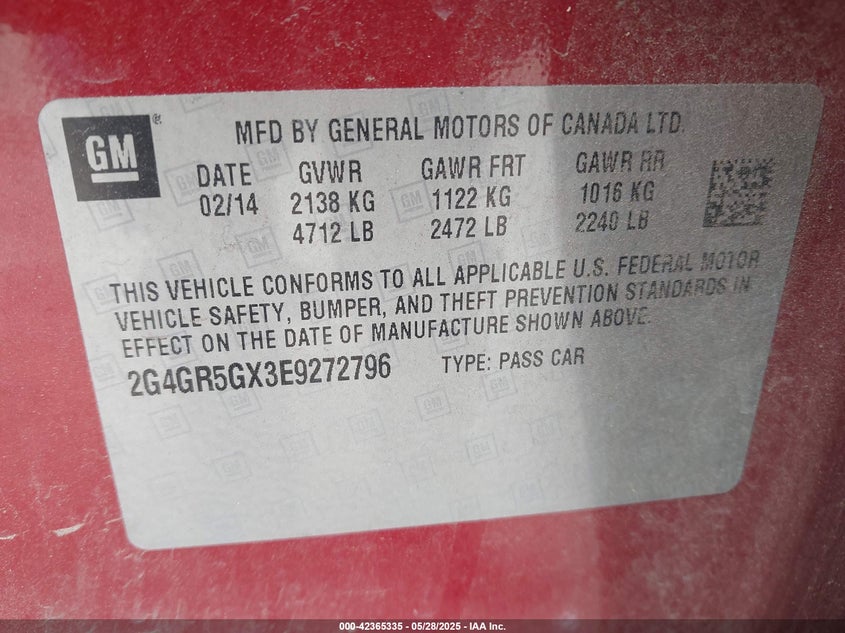 GM®
MFD BY GENERAL MOTORS OF CANADA LTD.
DATE GVWR GAWR FRT GAWR RR
02/14 2138 KG 1122 KG 1016 KG
4712 LB 2472 LB 2240 LB
THIS VEHICLE CONFORMS TO ALL APPLICABLE U.S. FEDERAL MOTOR
VEHICLE SAFETY, BUMPER, AND THEFT PREVENTION STANDARDS IN
EFFECT ON THE DATE OF MANUFACTURE SHOWN ABOVE.
2G4GR5GX3E9272796 TYPE: PASS CAR
000-42365335 - 05/28/2025 - IAA Inc.